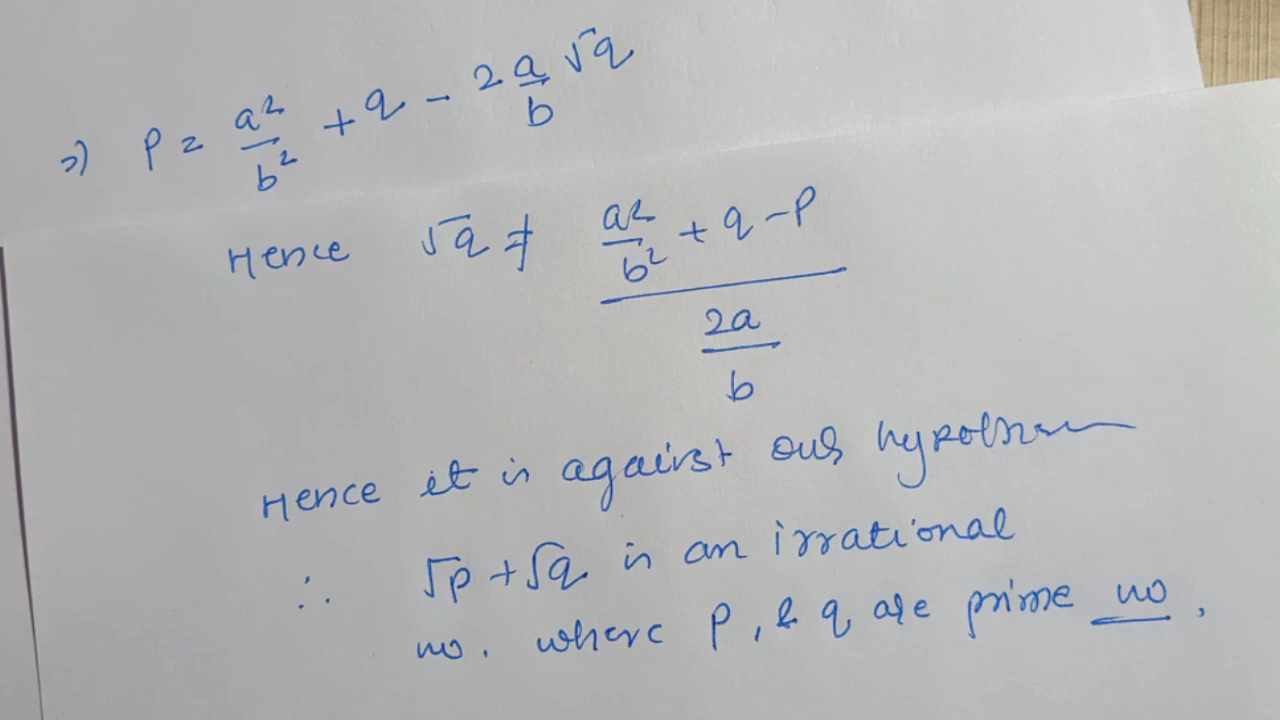 =) p = a²/b² + q - 2 a/b √q
Hence √q ≠ (a²/b² + q - p) / (2a/b)
Hence it is against our
∴ √p + √q is an irrational
no. where p, & q are prime no.